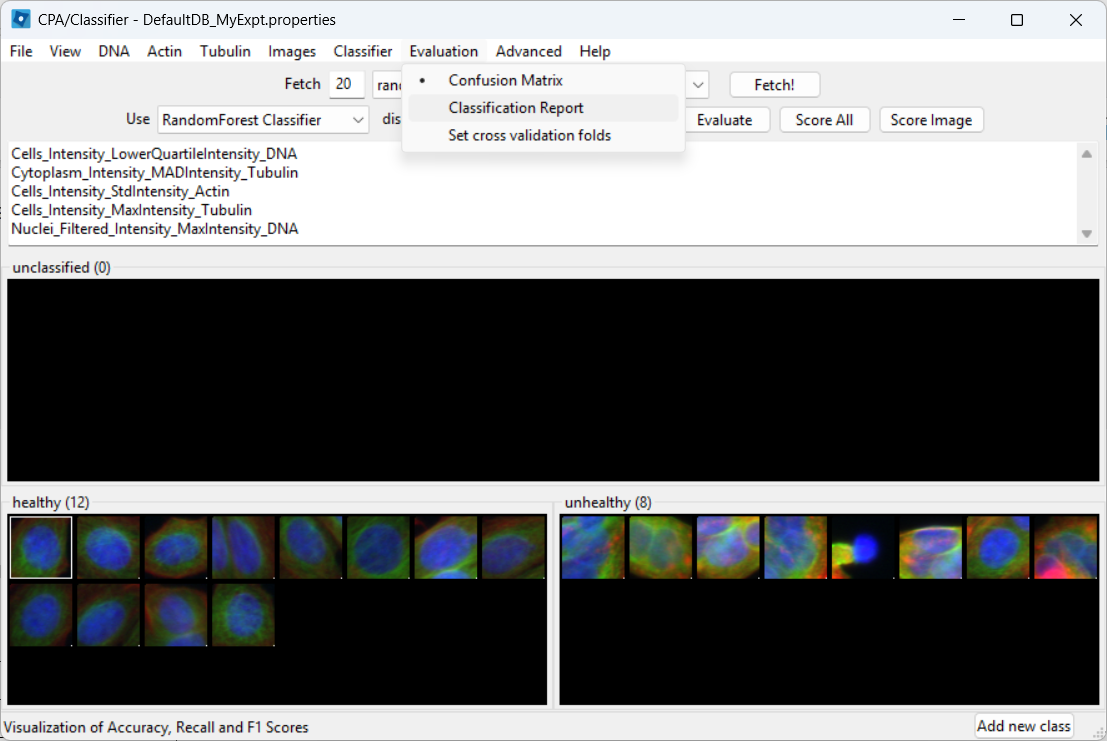 CPA/Classifier - DefaultDB_MyExpt.properties
File View DNA Actin Tubulin Images Classifier Evaluation Advanced Help
Fetch 20 ranc Fetch!
• Confusion Matrix
Classification Report
Set cross validation folds
Use RandomForest Classifier dis Evaluate Score All Score Image
Cells_Intensity_LowerQuartileIntensity_DNA
Cytoplasm_Intensity_MADIntensity_Tubulin
Cells_Intensity_StdIntensity_Actin
Cells_Intensity_MaxIntensity_Tubulin
Nuclei_Filtered_Intensity_MaxIntensity_DNA
unclassified (0)
healthy (12)
unhealthy (8)
Visualization of Accuracy, Recall and F1 Scores
Add new class